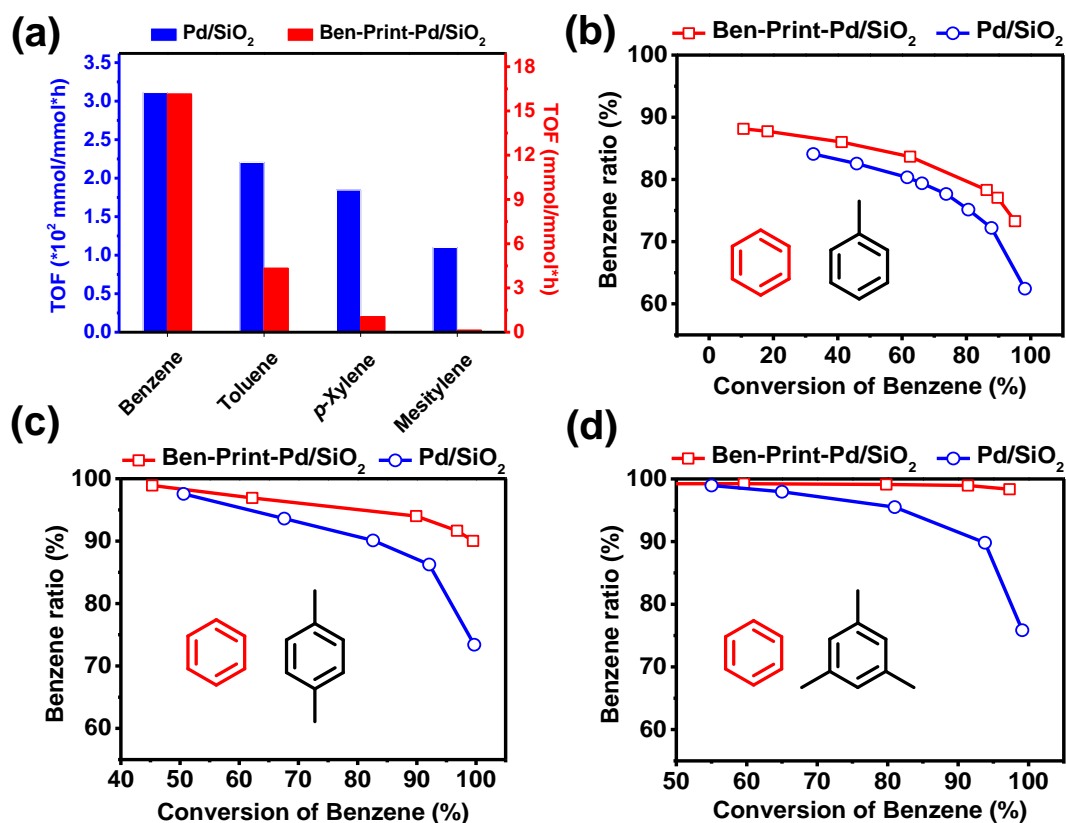 (a)
Pd/SiO₂ Ben-Print-Pd/SiO₂
TOF (*10² mmol/mmol*h)
3.5
3.0
2.5
2.0
1.5
1.0
0.5
0.0
18
15
12
9
6
3
0
TOF (mmol/mmol*h)
Benzene Toluene p-Xylene Mesitylene
(b)
Ben-Print-Pd/SiO₂ Pd/SiO₂
Benzene ratio (%)
100
90
80
70
60
0 20 40 60 80 100
Conversion of Benzene (%)
(c)
Ben-Print-Pd/SiO₂ Pd/SiO₂
Benzene ratio (%)
100
90
80
70
60
40 50 60 70 80 90 100
Conversion of Benzene (%)
(d)
Ben-Print-Pd/SiO₂ Pd/SiO₂
Benzene ratio (%)
100
90
80
70
60
50 60 70 80 90 100
Conversion of Benzene (%)